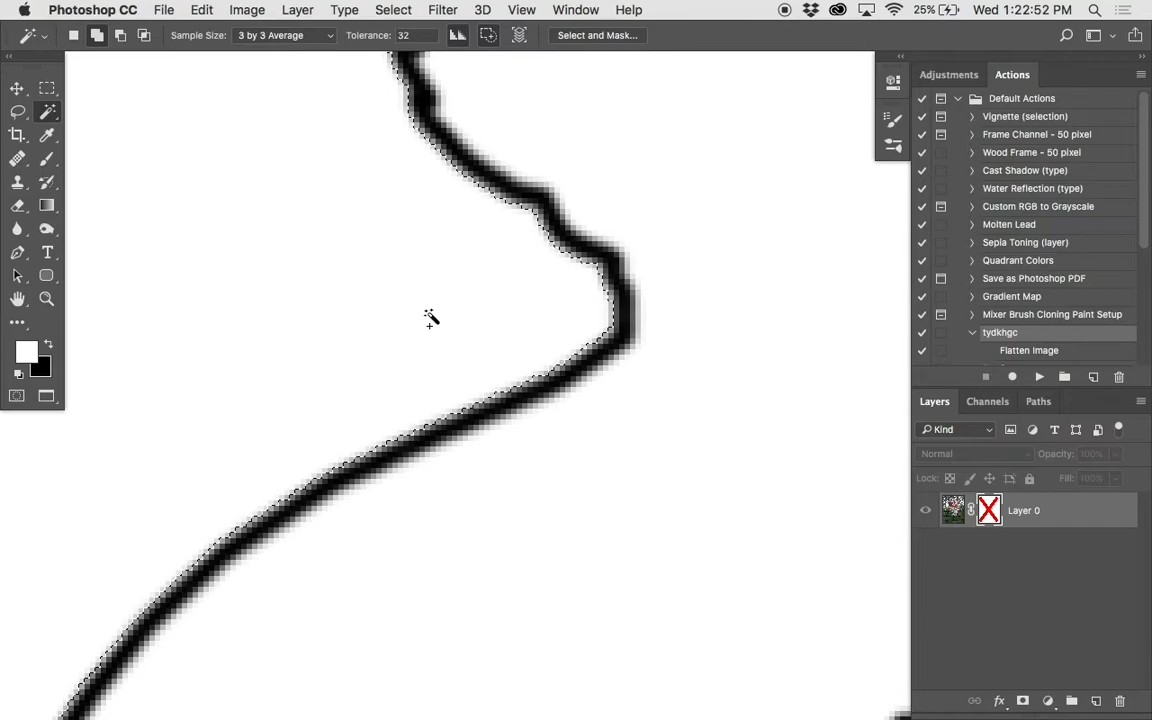 Photoshop CC File Edit Image Layer Type Select Filter 3D View Window Help 25% Wed 1:22:52 PM
Sample Size: 3 by 3 Average Tolerance: 32 Select and Mask...
Adjustments Actions
Default Actions
Vignette (selection)
Frame Channel - 50 pixel
Wood Frame - 50 pixel
Cast Shadow (type)
Water Reflection (type)
Custom RGB to Grayscale
Molten Lead
Sepia Toning (layer)
Quadrant Colors
Save as Photoshop PDF
Gradient Map
Mixer Brush Cloning Paint Setup
tydkhgc
Flatten Image
Layers Channels Paths
Kind
Normal Opacity: 100%
Lock: Fill: 100%
Layer 0
fx